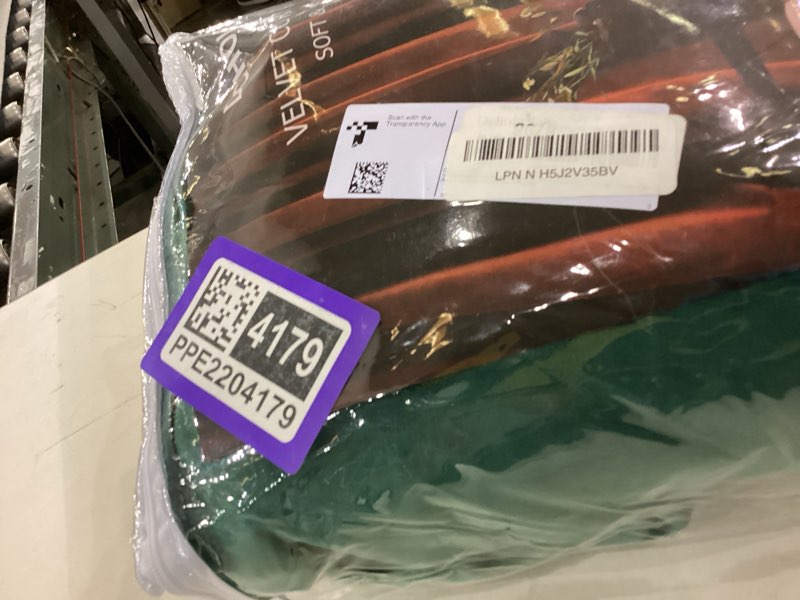 VELVET
SOFT
Scan with the
Transparency App
LPN N H5J2V35BV
4179
PPE2204179